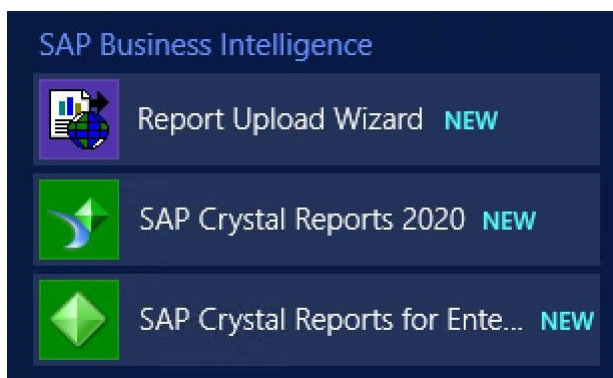 SAP Business Intelligence
Report Upload Wizard NEW
SAP Crystal Reports 2020 NEW
SAP Crystal Reports for Ente... NEW